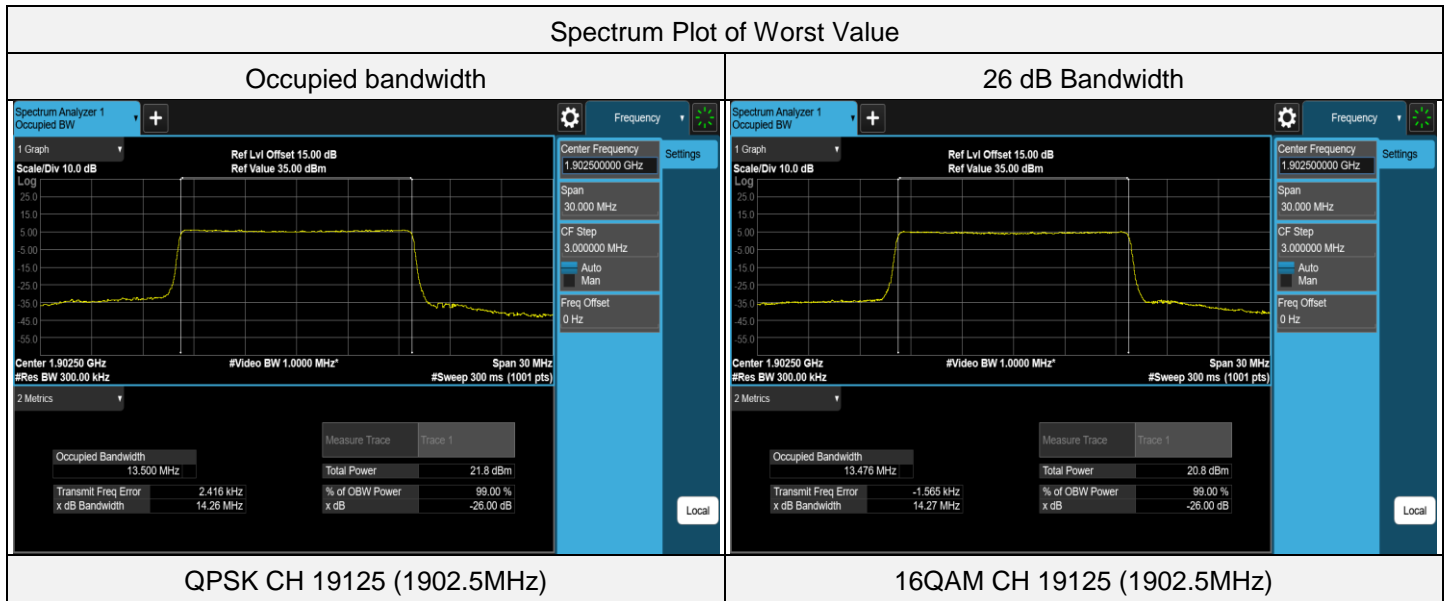 Spectrum Plot of Worst Value
Occupied bandwidth
26 dB Bandwidth
Spectrum Analyzer 1
Occupied BW
Frequency
1 Graph
Scale/Div 10.0 dB
Ref Lvl Offset 15.00 dB
Ref Value 35.00 dBm
Log
25.0
15.0
5.00
-5.00
-15.0
-25.0
-35.0
-45.0
-55.0
Center 1.90250 GHz
#Res BW 300.00 kHz
#Video BW 1.0000 MHz*
Span 30 MHz
#Sweep 300 ms (1001 pts)
Center Frequency
1.902500000 GHz
Settings
Span
30.000 MHz
CF Step
3.000000 MHz
Auto
Man
Freq Offset
0 Hz
2 Metrics
Measure Trace Trace 1
Occupied Bandwidth
13.500 MHz
Total Power 21.8 dBm
Transmit Freq Error 2.416 kHz
% of OBW Power 99.00 %
x dB Bandwidth 14.26 MHz
x dB -26.00 dB
Local
Spectrum Analyzer 1
Occupied BW
Frequency
1 Graph
Scale/Div 10.0 dB
Ref Lvl Offset 15.00 dB
Ref Value 35.00 dBm
Log
25.0
15.0
5.00
-5.00
-15.0
-25.0
-35.0
-45.0
-55.0
Center 1.90250 GHz
#Res BW 300.00 kHz
#Video BW 1.0000 MHz*
Span 30 MHz
#Sweep 300 ms (1001 pts)
Center Frequency
1.902500000 GHz
Settings
Span
30.000 MHz
CF Step
3.000000 MHz
Auto
Man
Freq Offset
0 Hz
2 Metrics
Measure Trace Trace 1
Occupied Bandwidth
13.476 MHz
Total Power 20.8 dBm
Transmit Freq Error -1.565 kHz
% of OBW Power 99.00 %
x dB Bandwidth 14.27 MHz
x dB -26.00 dB
Local
QPSK CH 19125 (1902.5MHz)
16QAM CH 19125 (1902.5MHz)